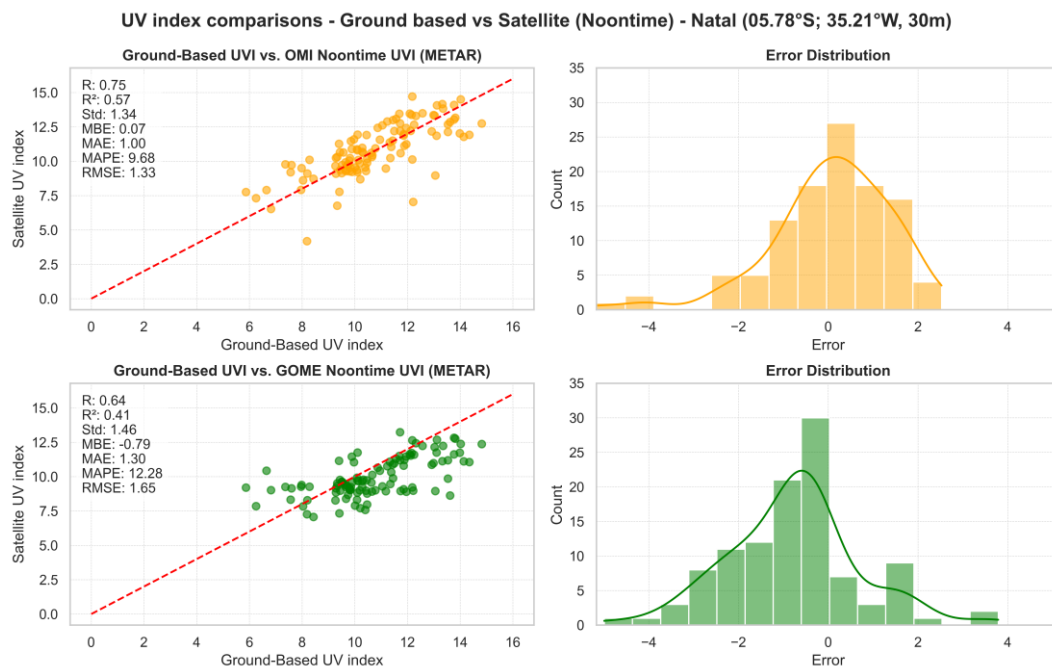 UV index comparisons - Ground based vs Satellite (Noontime) - Natal (05.78°S; 35.21°W, 30m)
Ground-Based UVI vs. OMI Noontime UVI (METAR)
R: 0.75
R²: 0.57
Std: 1.34
MBE: 0.07
MAE: 1.00
MAPE: 9.68
RMSE: 1.33
Satellite UV index
15.0
12.5
10.0
7.5
5.0
2.5
0.0
0 2 4 6 8 10 12 14 16
Ground-Based UV index
Error Distribution
Count
35
30
25
20
15
10
5
0
−4 −2 0 2 4
Error
Ground-Based UVI vs. GOME Noontime UVI (METAR)
R: 0.64
R²: 0.41
Std: 1.46
MBE: -0.79
MAE: 1.30
MAPE: 12.28
RMSE: 1.65
Satellite UV index
15.0
12.5
10.0
7.5
5.0
2.5
0.0
0 2 4 6 8 10 12 14 16
Ground-Based UV index
Error Distribution
Count
35
30
25
20
15
10
5
0
−4 −2 0 2 4
Error